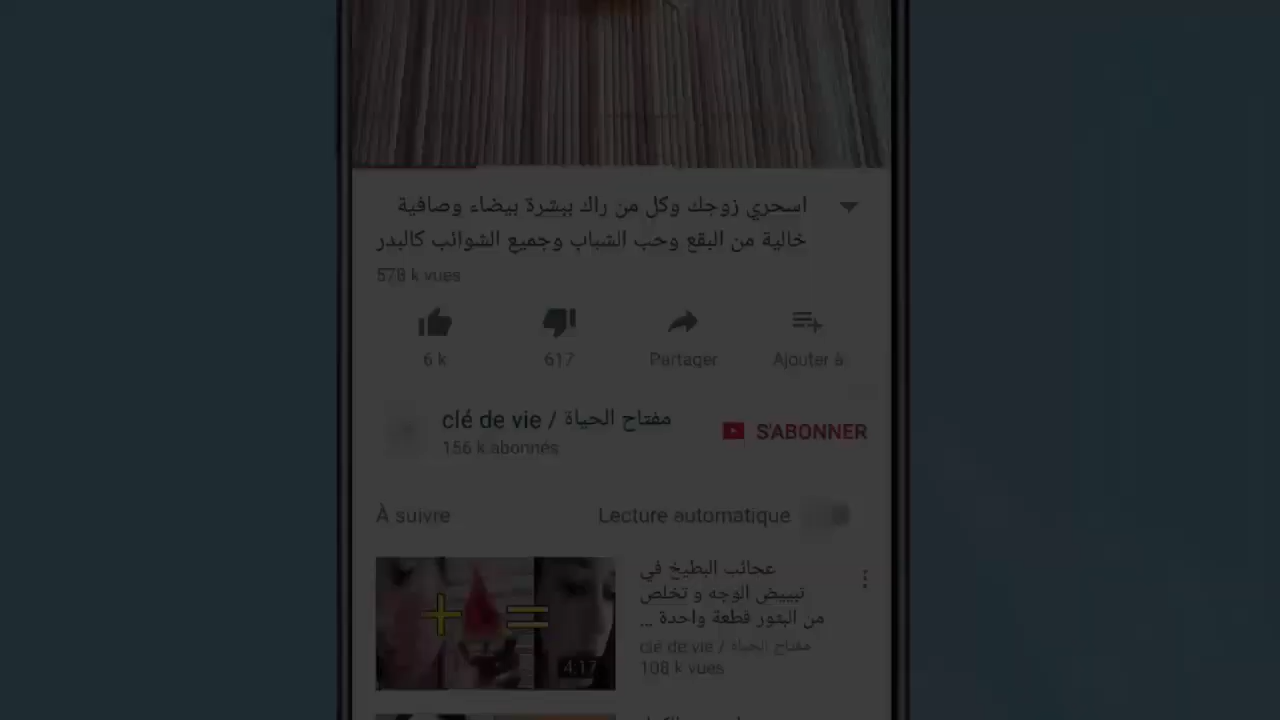 اسحري زوجك وكل من راك ببشرة بيضاء وصافية
خالية من البقع وحب الشباب وجميع الشوائب كالبدر
578 k vues
6 k
617
Partager
Ajouter à
clé de vie / مفتاح الحياة
156 k abonnés
S'ABONNER
À suivre
Lecture automatique
+ =
4:17
عجائب البطيخ في
تبييض الوجه و تخلص
من البثور قطعة واحدة ...
clé de vie / مفتاح الحياة
108 k vues